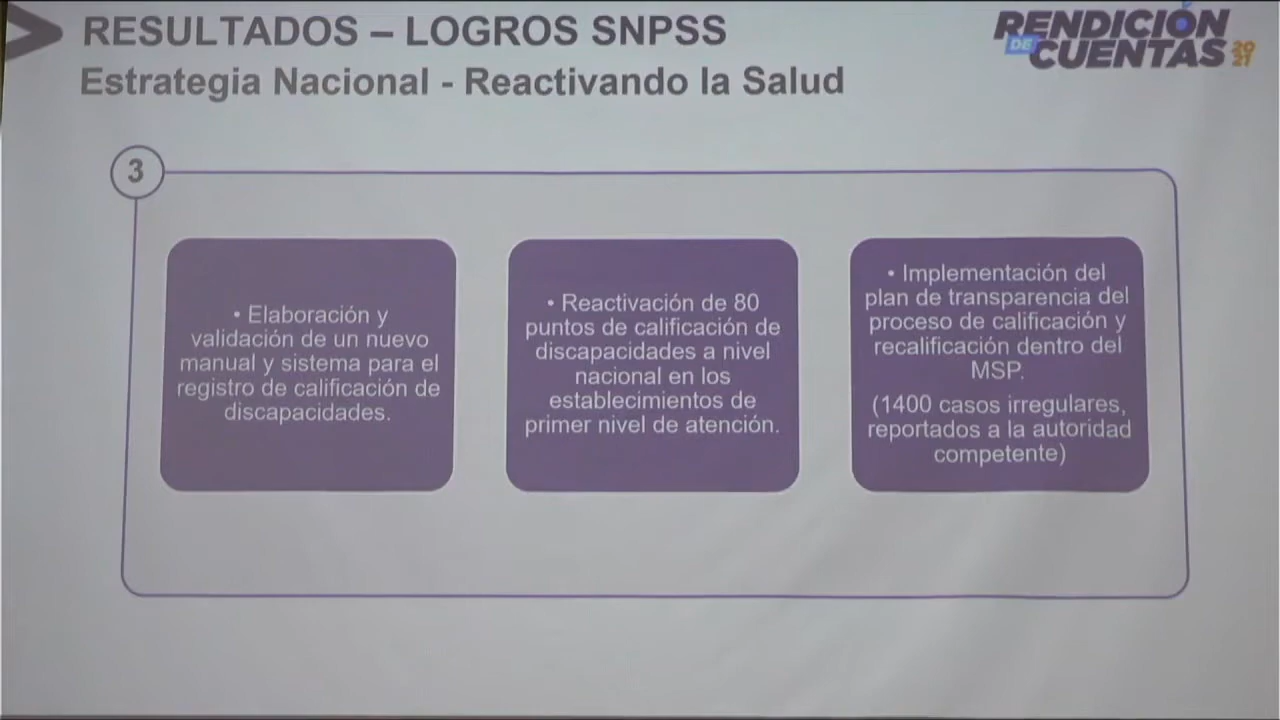 RESULTADOS – LOGROS SNPSS
Estrategia Nacional - Reactivando la Salud
RENDICIÓN
DE CUENTAS 20
21
3
• Elaboración y
validación de un nuevo
manual y sistema para el
registro de calificación de
discapacidades.
• Reactivación de 80
puntos de calificación de
discapacidades a nivel
nacional en los
establecimientos de
primer nivel de atención.
• Implementación del
plan de transparencia del
proceso de calificación y
recalificación dentro del
MSP.
(1400 casos irregulares,
reportados a la autoridad
competente)